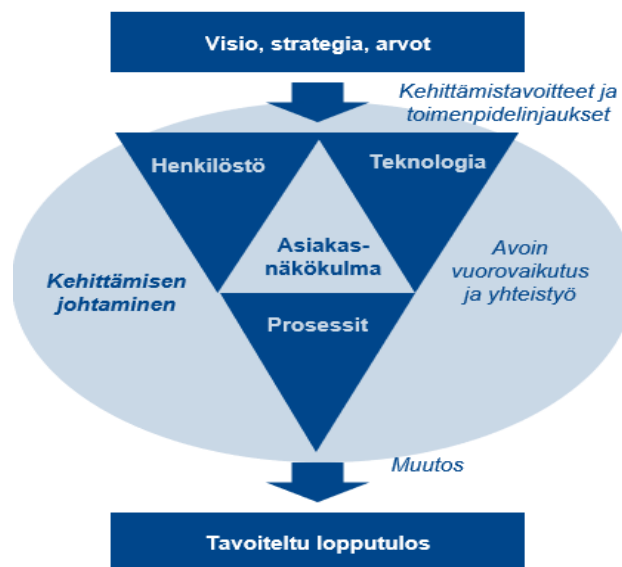 Visio, strategia, arvot
Kehittämistavoitteet ja
toimenpidelinjaukset
Henkilöstö
Teknologia
Asiakas-
näkökulma
Kehittämisen
johtaminen
Avoin
vuorovaikutus
ja yhteistyö
Prosessit
Muutos
Tavoiteltu lopputulos